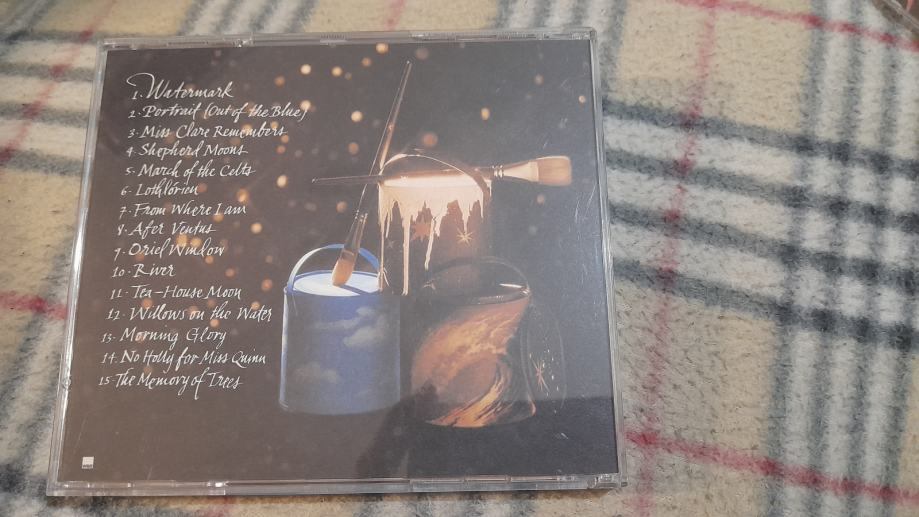 1. Watermark
2. Portrait (Out of the Blue)
3. Miss Clare Remembers
4. Shepherd Moons
5. March of the Celts
6. Lothlórien
7. From Where I am
8. Afer Ventus
9. Oriel Window
10. River
11. Tea-House Moon
12. Willows on the Water
13. Morning Glory
14. No Holly for Miss Quinn
15 The Memory of Trees